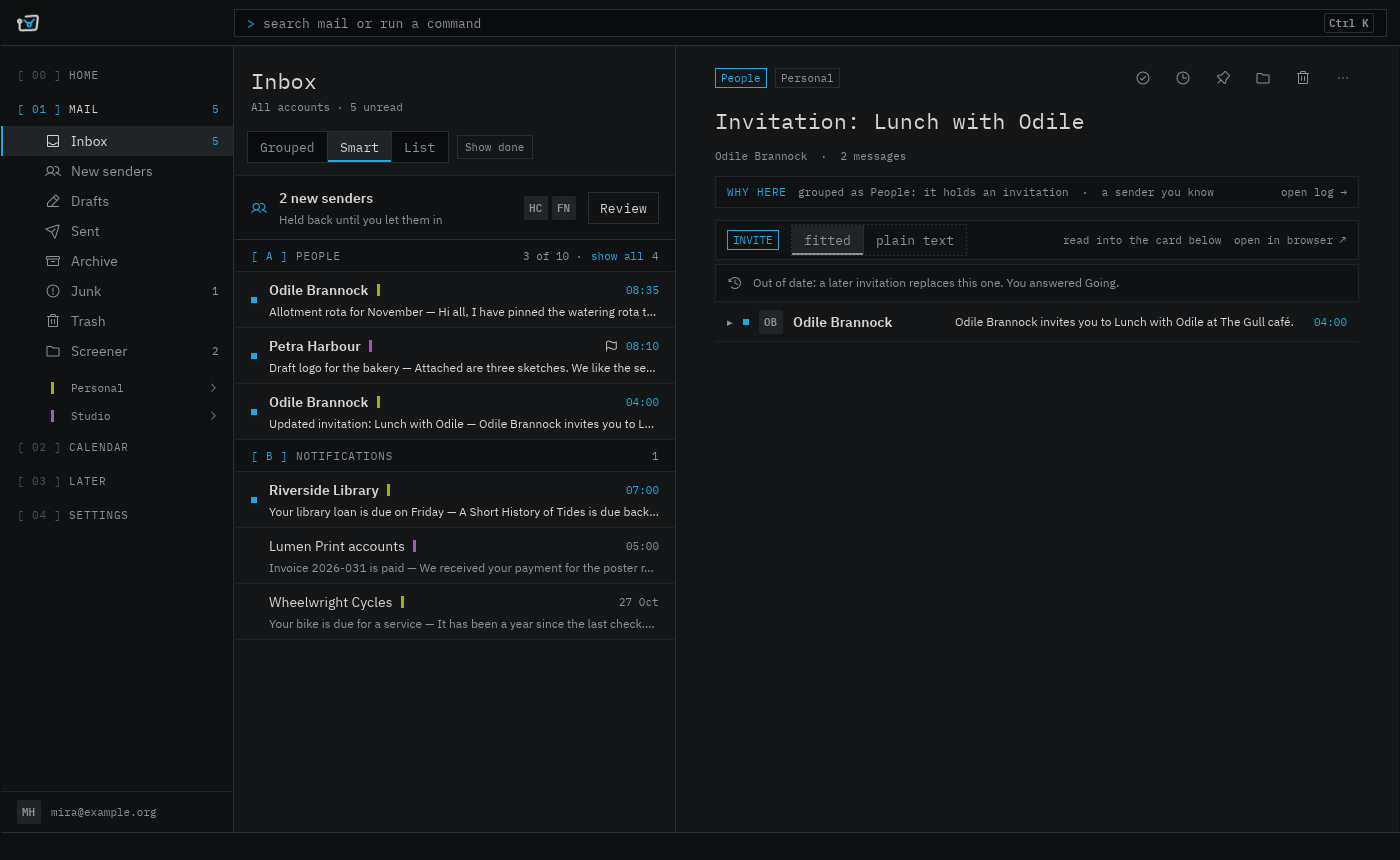 > search mail or run a command
Ctrl K
[ 00 ] HOME
[ 01 ] MAIL 5
Inbox 5
New senders
Drafts
Sent
Archive
Junk 1
Trash
Screener 2
Personal
Studio
[ 02 ] CALENDAR
[ 03 ] LATER
[ 04 ] SETTINGS
MH mira@example.org
Inbox
All accounts · 5 unread
Grouped Smart List Show done
2 new senders
Held back until you let them in
HC FN Review
[ A ] PEOPLE 3 of 10 · show all 4
Odile Brannock 08:35
Allotment rota for November — Hi all, I have pinned the watering rota t…
Petra Harbour 08:10
Draft logo for the bakery — Attached are three sketches. We like the se…
Odile Brannock 04:00
Updated invitation: Lunch with Odile — Odile Brannock invites you to L…
[ B ] NOTIFICATIONS 1
Riverside Library 07:00
Your library loan is due on Friday — A Short History of Tides is due back…
Lumen Print accounts 05:00
Invoice 2026-031 is paid — We received your payment for the poster r…
Wheelwright Cycles 27 Oct
Your bike is due for a service — It has been a year since the last check.…
People Personal
Invitation: Lunch with Odile
Odile Brannock · 2 messages
WHY HERE grouped as People: it holds an invitation · a sender you know open log →
INVITE fitted plain text read into the card below open in browser ↗
Out of date: a later invitation replaces this one. You answered Going.
▸ OB Odile Brannock Odile Brannock invites you to Lunch with Odile at The Gull café. 04:00